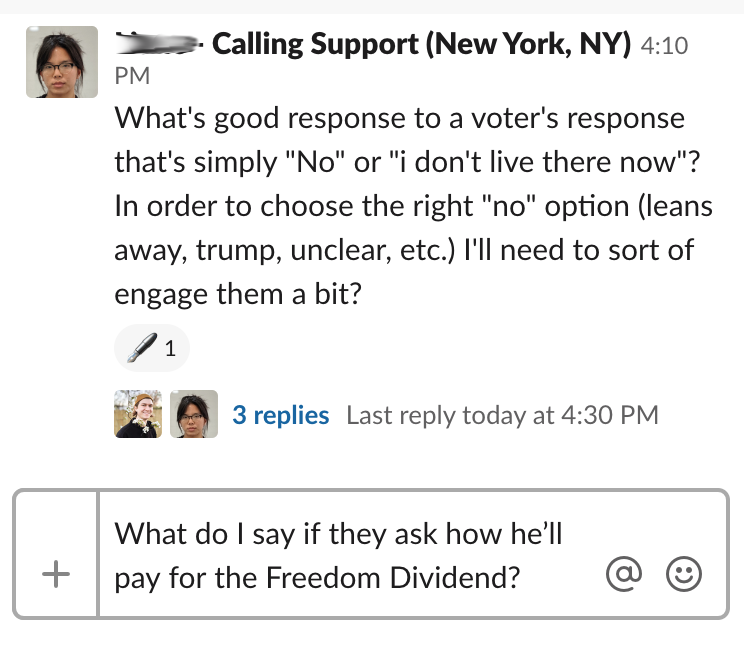 Calling Support (New York, NY) 4:10
PM
What's good response to a voter's response
that's simply "No" or "i don't live there now"?
In order to choose the right "no" option (leans
away, trump, unclear, etc.) I'll need to sort of
engage them a bit?
1
3 replies Last reply today at 4:30 PM
What do I say if they ask how he’ll
pay for the Freedom Dividend?